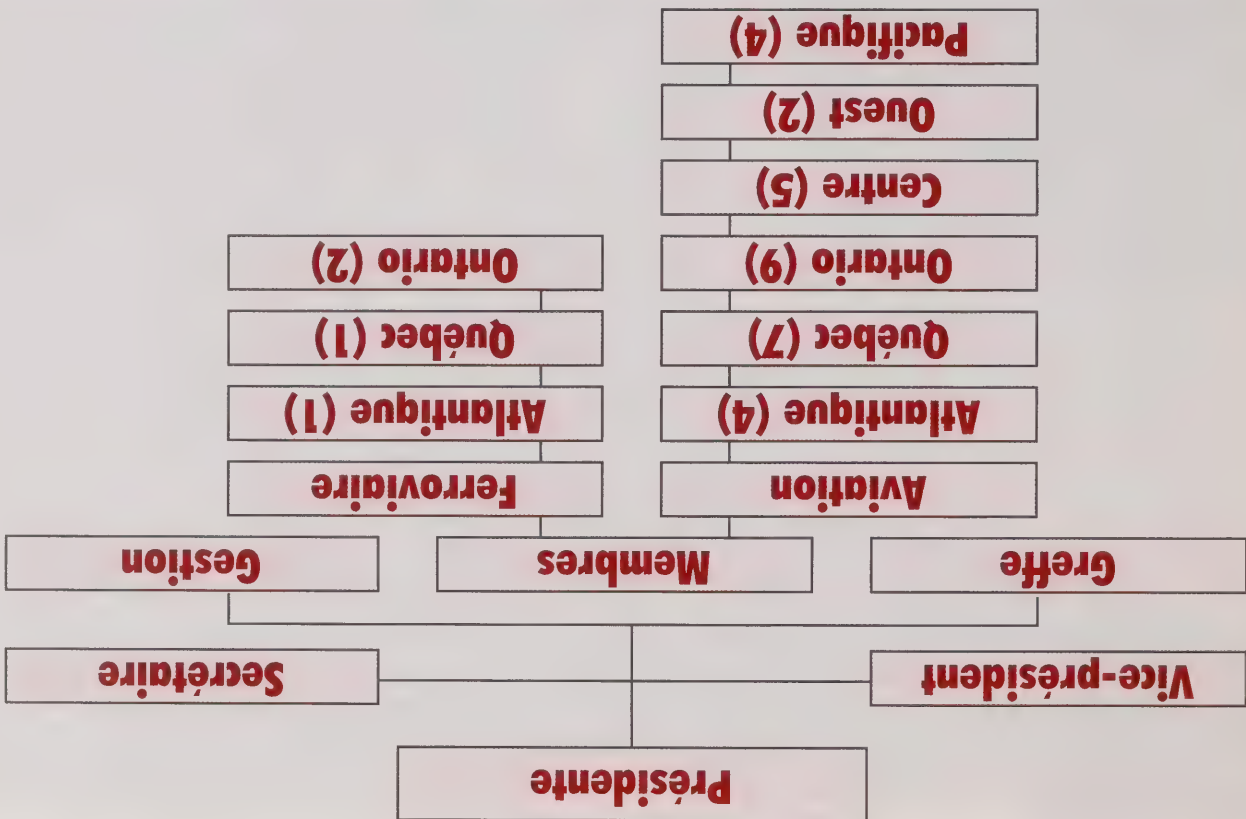 Présidente
Vice-président
Secrétaire
Greffe
Membres
Gestion
Aviation
Ferroviaire
Atlantique (4)
Atlantique (1)
Québec (7)
Québec (1)
Ontario (9)
Ontario (2)
Centre (5)
Ouest (2)
Pacifique (4)